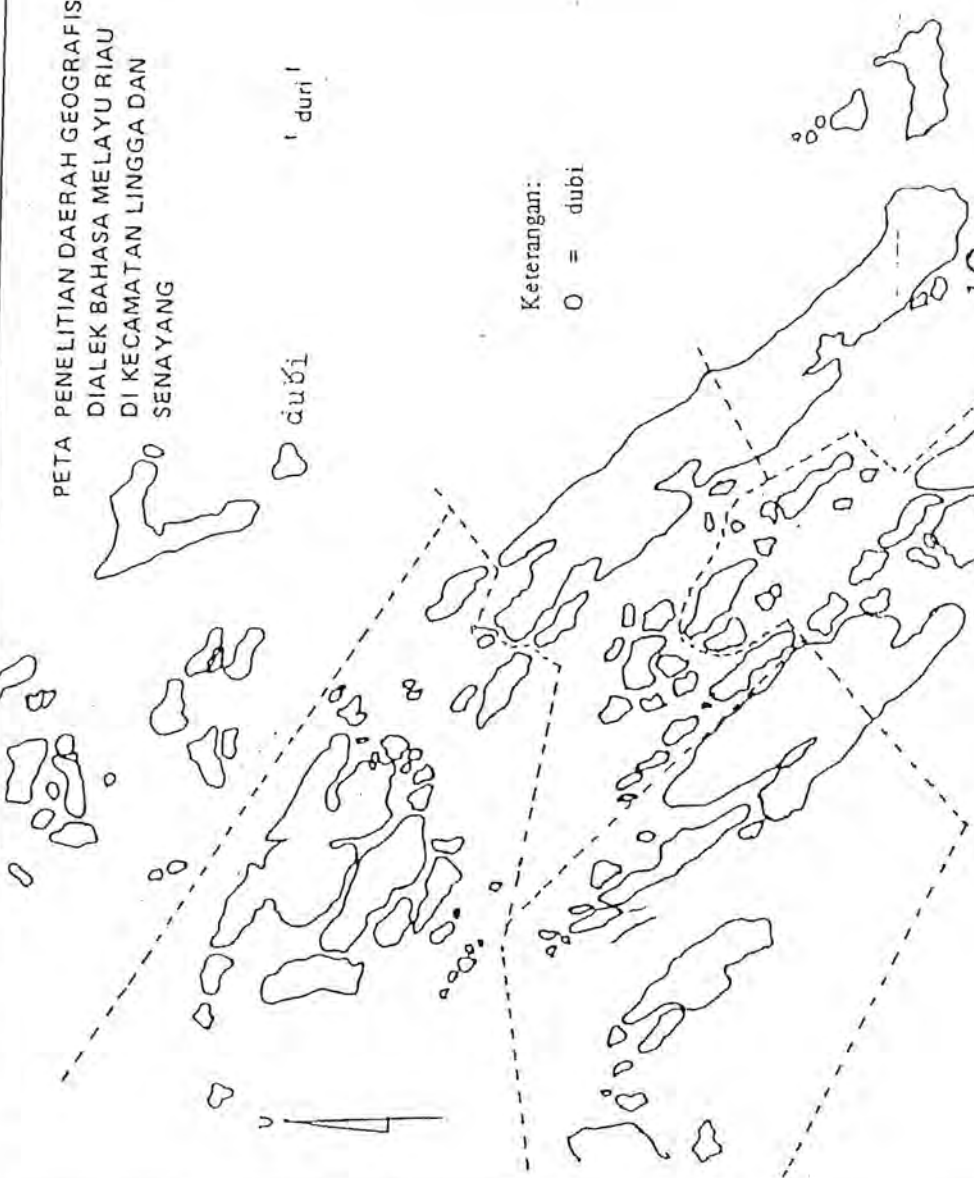 PETA PENELITIAN DAERAH GEOGRAFIS
DIALEK BAHASA MELAYU RIAU
DI KECAMATAN LINGGA DAN
SENAYANG
' duri '
dubi
Keterangan:
O = dubi
U